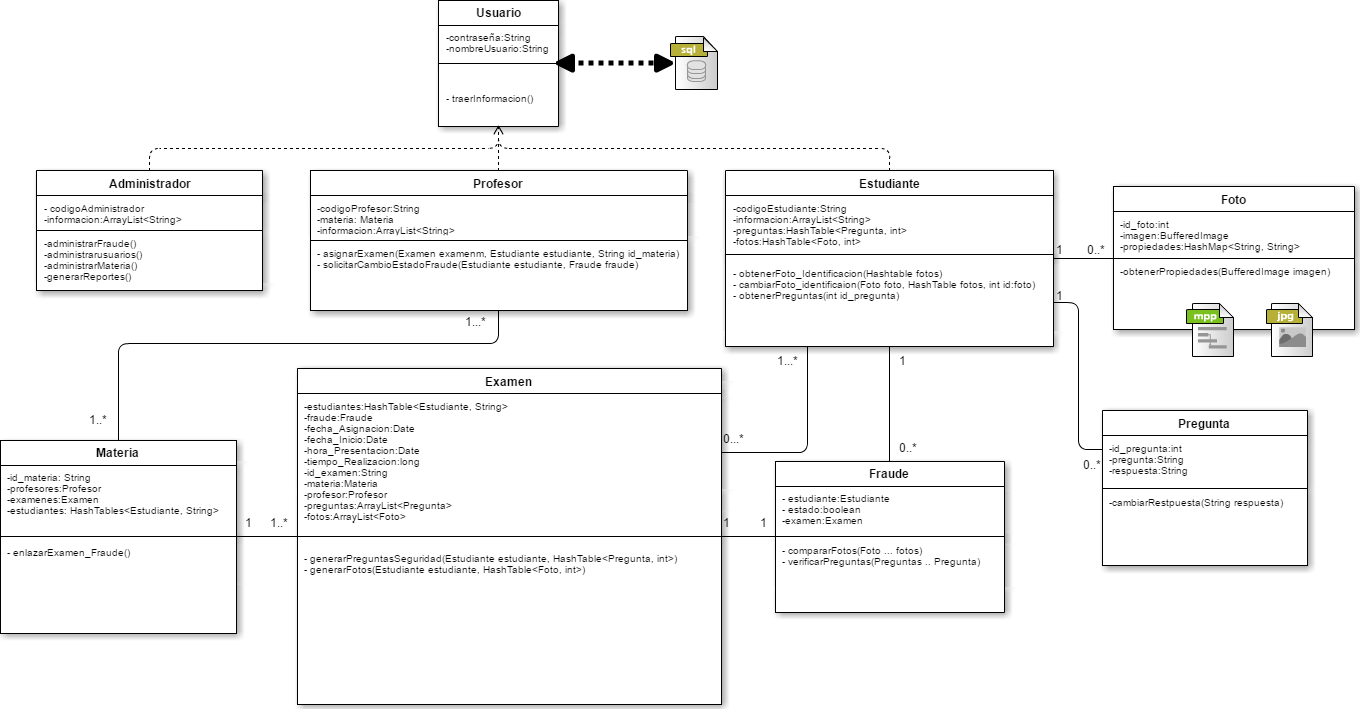 Usuario
-contraseña:String
-nombreUsuario:String
- traerInformacion()
sql
Administrador
- codigoAdministrador
-informacion:ArrayList<String>
-administrarFraude()
-administrarusuarios()
-administrarMateria()
-generarReportes()
Profesor
-codigoProfesor:String
-materia: Materia
-informacion:ArrayList<String>
- asignarExamen(Examen examenm, Estudiante estudiante, String id_materia)
- solicitarCambioEstadoFraude(Estudiante estudiante, Fraude fraude)
1...*
1..*
Estudiante
-codigoEstudiante:String
-informacion:ArrayList<String>
-preguntas:HashTable<Pregunta, int>
-fotos:HashTable<Foto, int>
- obtenerFoto_Identificacion(Hashtable fotos)
- cambiarFoto_identificaion(Foto foto, HashTable fotos, int id:foto)
- obtenerPreguntas(int id_pregunta)
1
0..*
1
1...*
1
Foto
-id_foto:int
-imagen:BufferedImage
-propiedades:HashMap<String, String>
-obtenerPropiedades(BufferedImage imagen)
mpp
jpg
Examen
-estudiantes:HashTable<Estudiante, String>
-fraude:Fraude
-fecha_Asignacion:Date
-fecha_Inicio:Date
-hora_Presentacion:Date
-tiempo_Realizacion:long
-id_examen:String
-materia:Materia
-profesor:Profesor
-preguntas:ArrayList<Pregunta>
-fotos:ArrayList<Foto>
- generarPreguntasSeguridad(Estudiante estudiante, HashTable<Pregunta, int>)
- generarFotos(Estudiante estudiante, HashTable<Foto, int>)
0...*
0..*
0..*
Materia
-id_materia: String
-profesores:Profesor
-examenes:Examen
-estudiantes: HashTables<Estudiante, String>
- enlazarExamen_Fraude()
1
1..*
1
1
Fraude
- estudiante:Estudiante
- estado:boolean
-examen:Examen
- compararFotos(Foto ... fotos)
- verificarPreguntas(Preguntas .. Pregunta)
Pregunta
-id_pregunta:int
-pregunta:String
-respuesta:String
-cambiarRestpuesta(String respuesta)